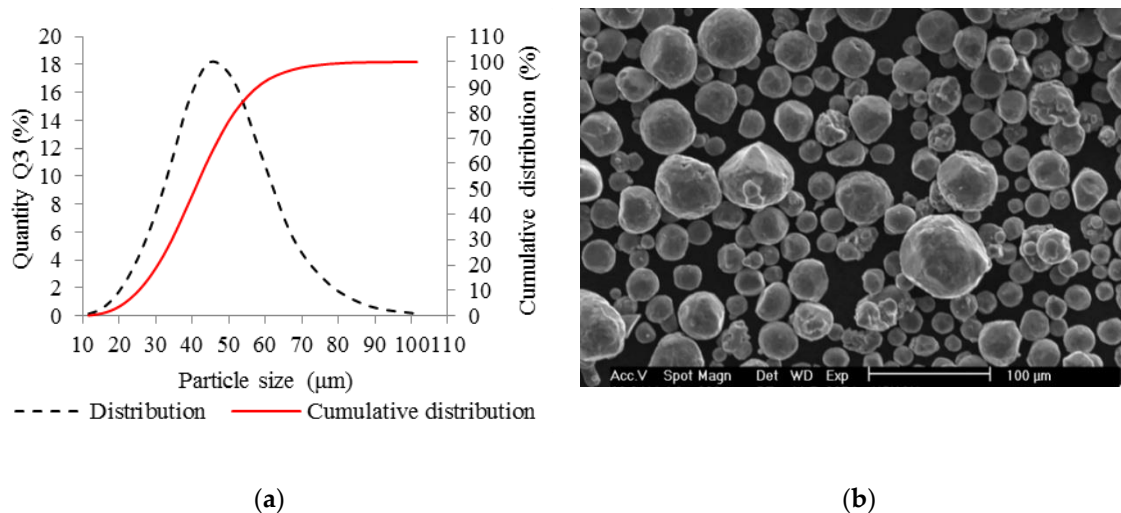 Quantity Q3 (%)
20
18
16
14
12
10
8
6
4
2
0
110
100
90
80
70
60
50
40
30
20
10
0
Cumulative distribution (%)
10 20 30 40 50 60 70 80 90 100 110
Particle size (μm)
Distribution
Cumulative distribution
Acc.V Spot Magn Det WD Exp 100 μm
(a)
(b)